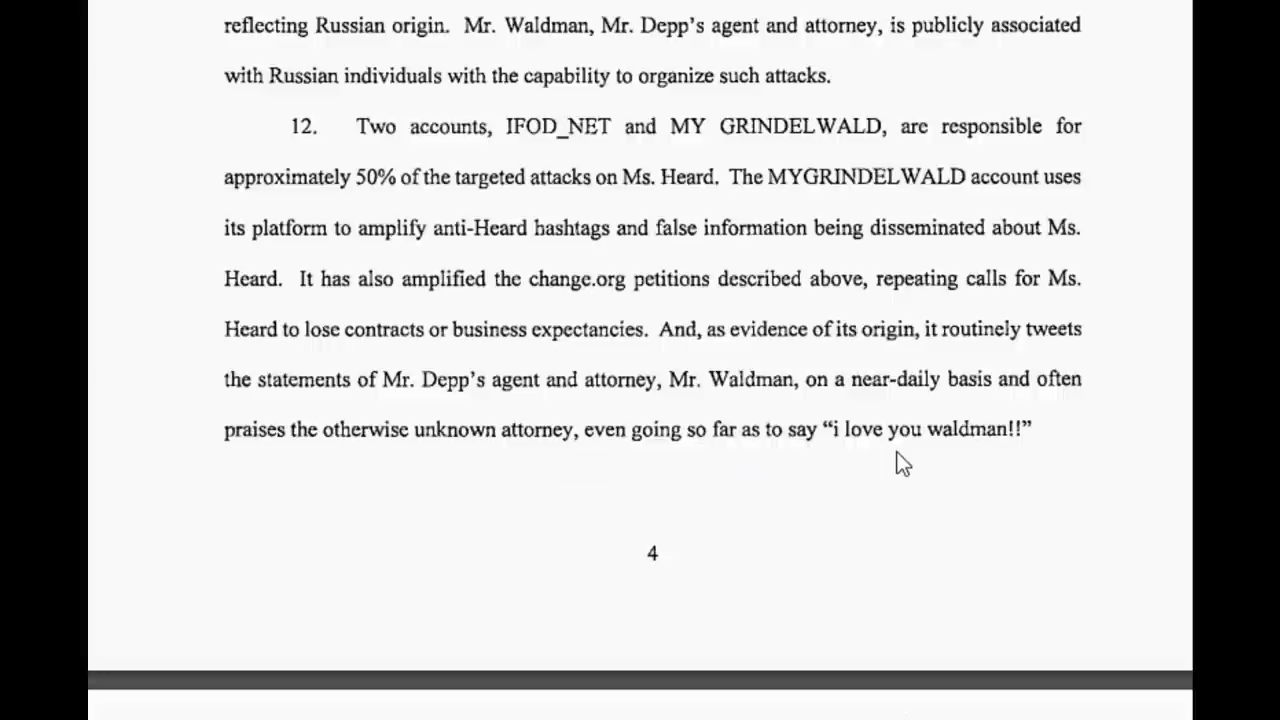 reflecting Russian origin. Mr. Waldman, Mr. Depp's agent and attorney, is publicly associated
with Russian individuals with the capability to organize such attacks.
12. Two accounts, IFOD_NET and MY GRINDELWALD, are responsible for
approximately 50% of the targeted attacks on Ms. Heard. The MYGRINDELWALD account uses
its platform to amplify anti-Heard hashtags and false information being disseminated about Ms.
Heard. It has also amplified the change.org petitions described above, repeating calls for Ms.
Heard to lose contracts or business expectancies. And, as evidence of its origin, it routinely tweets
the statements of Mr. Depp's agent and attorney, Mr. Waldman, on a near-daily basis and often
praises the otherwise unknown attorney, even going so far as to say “i love you waldman!!”
4